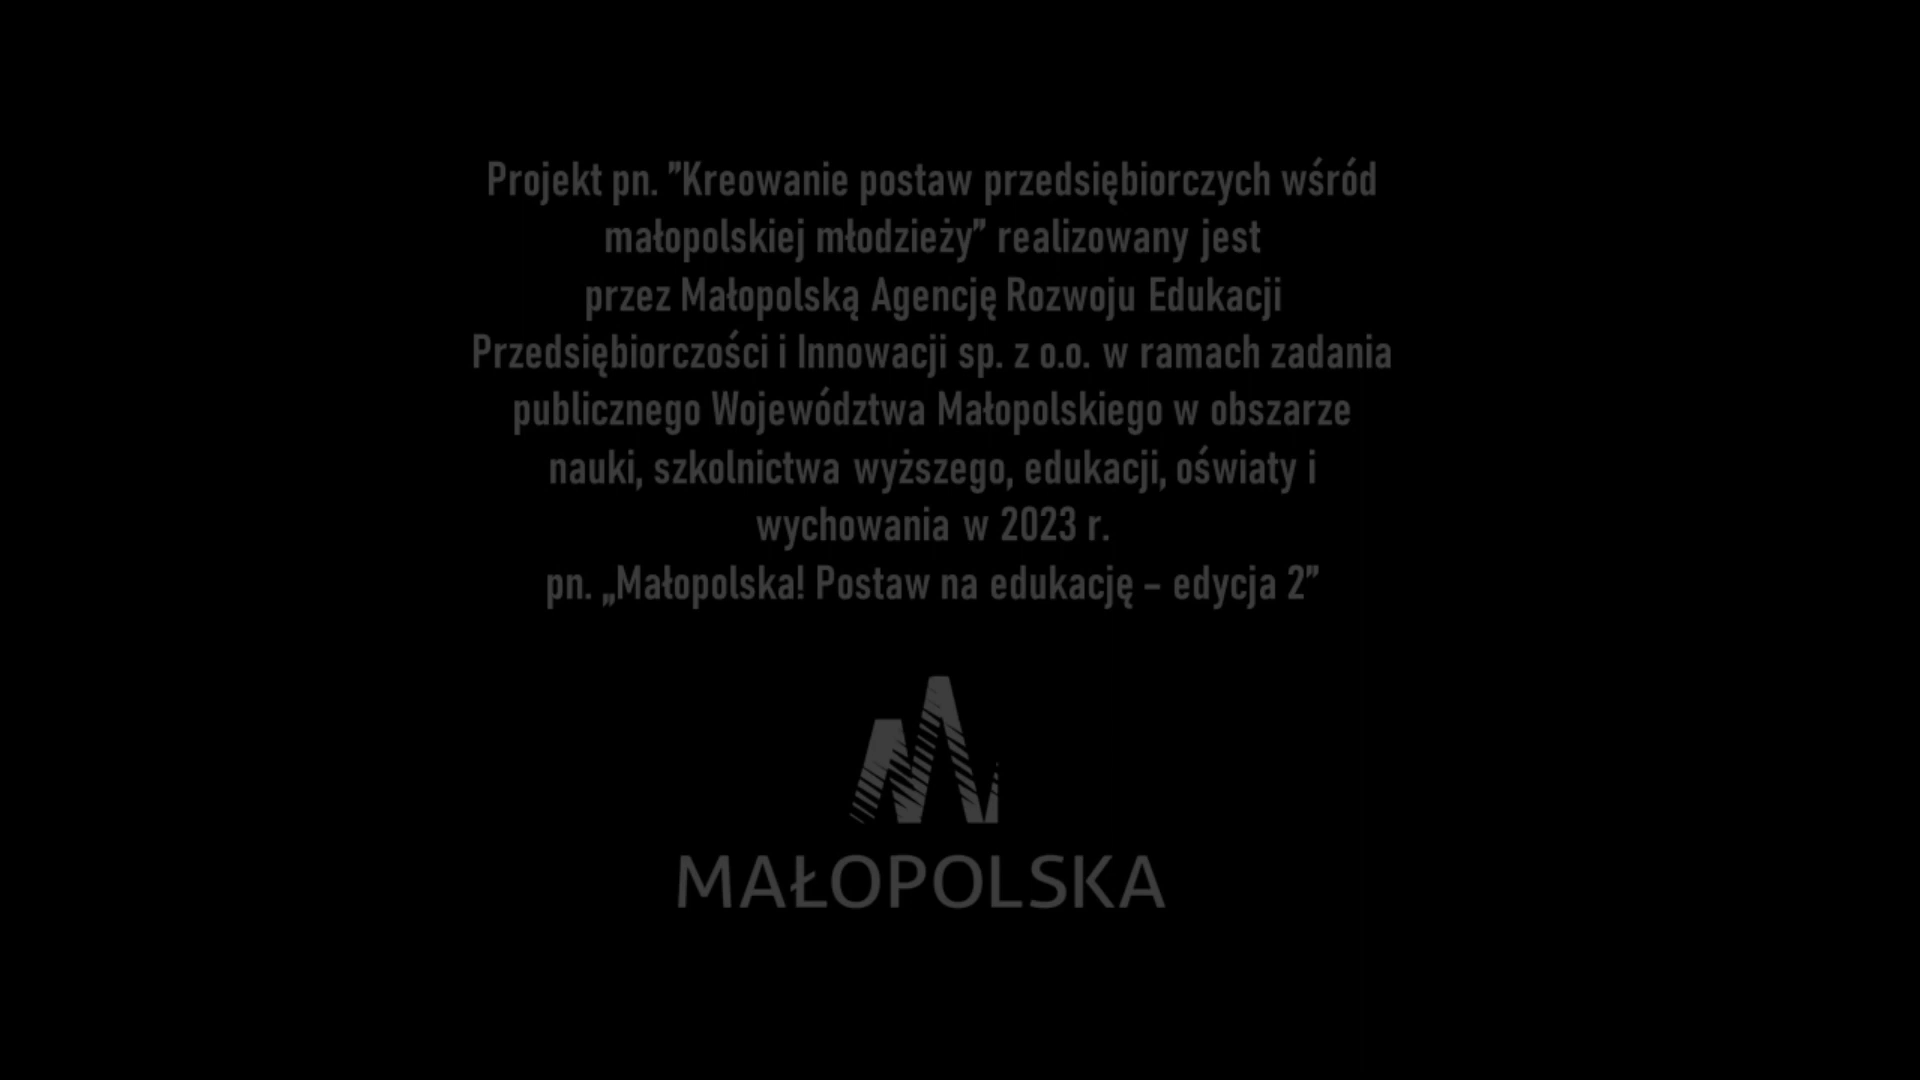 Projekt pn. ”Kreowanie postaw przedsiębiorczych wśród
małopolskiej młodzieży” realizowany jest
przez Małopolską Agencję Rozwoju Edukacji
Przedsiębiorczości i Innowacji sp. z o.o. w ramach zadania
publicznego Województwa Małopolskiego w obszarze
nauki, szkolnictwa wyższego, edukacji, oświaty i
wychowania w 2023 r.
pn. „Małopolska! Postaw na edukację – edycja 2”
MAŁOPOLSKA